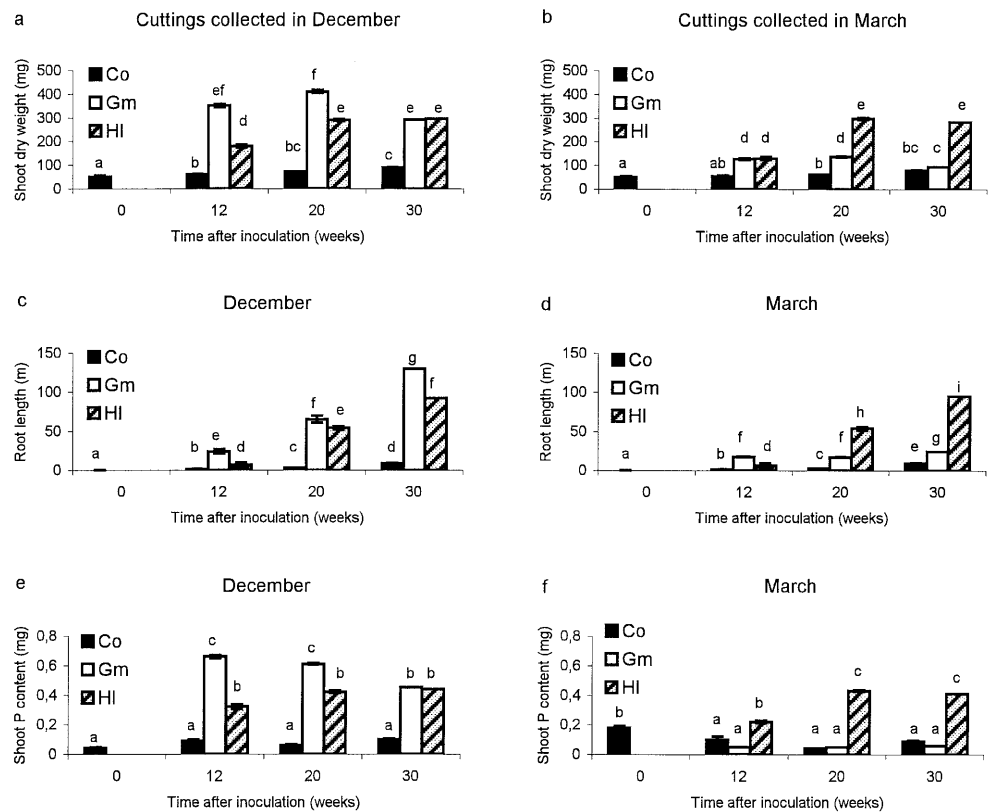 a
Cuttings collected in December
Shoot dry weight (mg)
500
400
300
200
100
0
Co
Gm
Hl
a
b
ef
d
bc
f
e
c
e
e
0
12
20
30
Time after inoculation (weeks)
b
Cuttings collected in March
Shoot dry weight (mg)
500
400
300
200
100
0
Co
Gm
Hl
a
ab
d
d
b
d
e
bc
c
e
0
12
20
30
Time after inoculation (weeks)
c
December
Root length (m)
150
100
50
0
Co
Gm
Hl
a
b
e
d
c
f
e
d
g
f
0
12
20
30
Time after inoculation (weeks)
d
March
Root length (m)
150
100
50
0
Co
Gm
Hl
a
b
f
d
c
f
h
e
g
i
0
12
20
30
Time after inoculation (weeks)
e
December
Shoot P content (mg)
0,8
0,6
0,4
0,2
0
Co
Gm
Hl
a
a
c
b
a
c
b
a
b
b
0
12
20
30
Time after inoculation (weeks)
f
March
Shoot P content (mg)
0,8
0,6
0,4
0,2
0
Co
Gm
Hl
b
a
a
b
a
a
c
a
a
c
0
12
20
30
Time after inoculation (weeks)